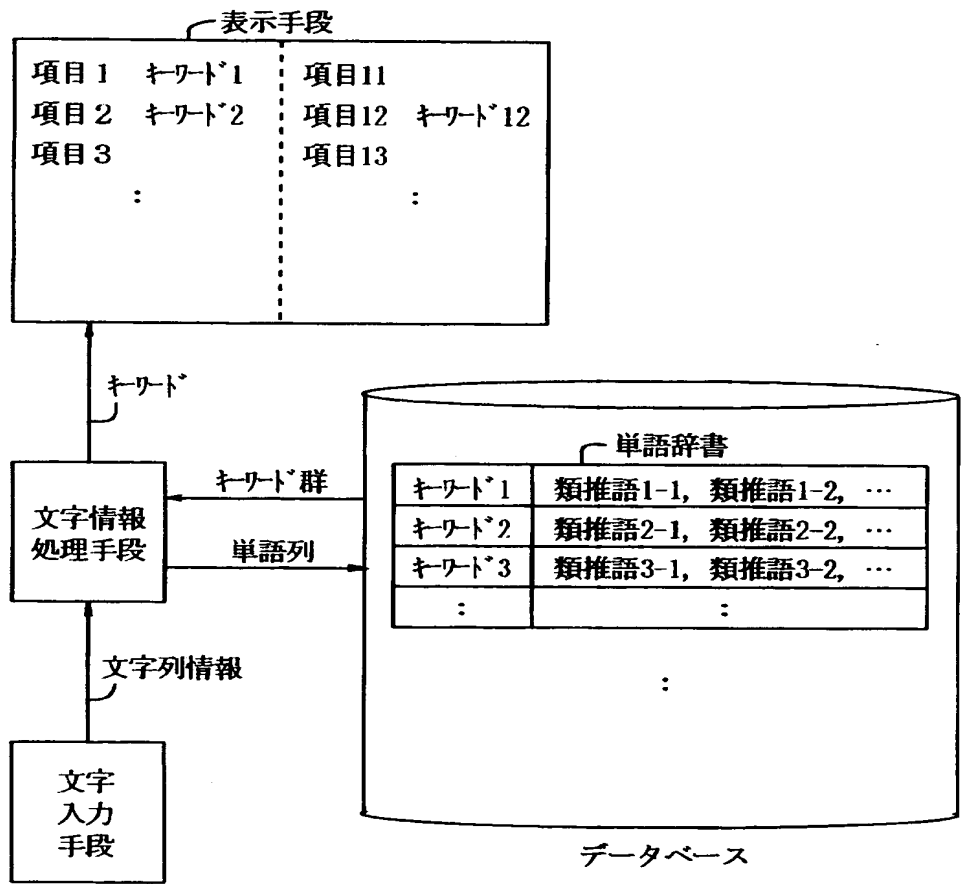 表示手段
項目1 ｷｰﾜｰﾄﾞ1 項目11
項目2 ｷｰﾜｰﾄﾞ2 項目12 ｷｰﾜｰﾄﾞ12
項目3 項目13
: :
ｷｰﾜｰﾄﾞ
単語辞書
ｷｰﾜｰﾄﾞ1 類推語1-1, 類推語1-2, …
ｷｰﾜｰﾄﾞ2 類推語2-1, 類推語2-2, …
ｷｰﾜｰﾄﾞ3 類推語3-1, 類推語3-2, …
: :
:
ｷｰﾜｰﾄﾞ群
文字情報
処理手段
単語列
文字列情報
文字
入力
手段
データベース